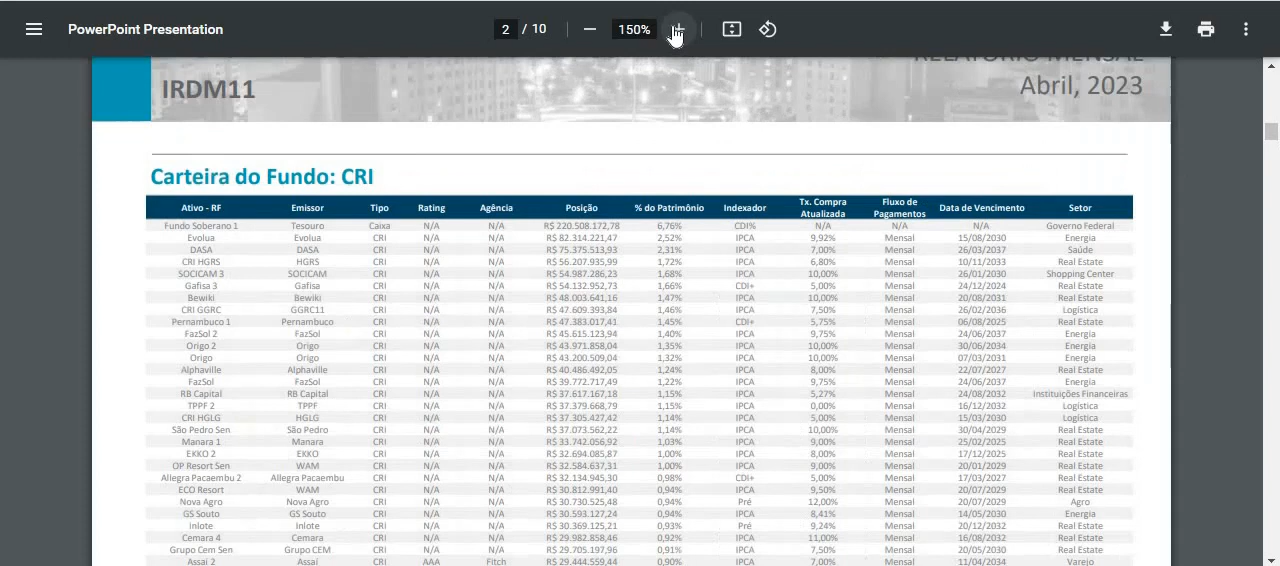 PowerPoint Presentation 2 / 10 150%
RELATÓRIO MENSAL
IRDM11 Abril, 2023
Carteira do Fundo: CRI
Ativo - RF Emissor Tipo Rating Agência Posição % do Patrimônio Indexador Tx. Compra Atualizada Fluxo de Pagamentos Data de Vencimento Setor
Fundo Soberano 1 Tesouro Caixa N/A N/A R$ 220.508.172,78 6,76% CDI% N/A N/A N/A Governo Federal
Evolua Evolua CRI N/A N/A R$ 82.314.221,47 2,52% IPCA 9,92% Mensal 15/08/2030 Energia
DASA DASA CRI N/A N/A R$ 75.375.513,93 2,31% IPCA 7,00% Mensal 26/03/2037 Saúde
CRI HGRS HGRS CRI N/A N/A R$ 56.207.935,99 1,72% IPCA 6,80% Mensal 10/11/2033 Real Estate
SOCICAM 3 SOCICAM CRI N/A N/A R$ 54.987.286,23 1,68% IPCA 10,00% Mensal 26/01/2030 Shopping Center
Gafisa 3 Gafisa CRI N/A N/A R$ 54.132.952,73 1,66% CDI+ 5,00% Mensal 24/12/2024 Real Estate
Bewiki Bewiki CRI N/A N/A R$ 48.003.641,16 1,47% IPCA 10,00% Mensal 20/08/2031 Real Estate
CRI GGRC GGRC11 CRI N/A N/A R$ 47.609.393,84 1,46% IPCA 7,50% Mensal 26/02/2036 Logística
Pernambuco 1 Pernambuco CRI N/A N/A R$ 47.383.017,41 1,45% CDI+ 5,75% Mensal 06/08/2025 Real Estate
FazSol 2 FazSol CRI N/A N/A R$ 45.615.123,94 1,40% IPCA 9,75% Mensal 24/06/2037 Energia
Origo 2 Origo CRI N/A N/A R$ 43.971.858,04 1,35% IPCA 10,00% Mensal 30/06/2034 Energia
Origo Origo CRI N/A N/A R$ 43.200.509,04 1,32% IPCA 10,00% Mensal 07/03/2031 Energia
Alphaville Alphaville CRI N/A N/A R$ 40.486.492,05 1,24% IPCA 8,00% Mensal 22/07/2027 Real Estate
FazSol FazSol CRI N/A N/A R$ 39.772.717,49 1,22% IPCA 9,75% Mensal 24/06/2037 Energia
RB Capital RB Capital CRI N/A N/A R$ 37.617.167,18 1,15% IPCA 5,27% Mensal 24/08/2032 Instituições Financeiras
TPPF 2 TPPF CRI N/A N/A R$ 37.379.668,79 1,15% IPCA 0,00% Mensal 16/12/2032 Logística
CRI HGLG HGLG CRI N/A N/A R$ 37.305.427,42 1,14% IPCA 5,00% Mensal 15/03/2030 Logística
São Pedro Sen São Pedro CRI N/A N/A R$ 37.073.562,22 1,14% IPCA 10,00% Mensal 30/04/2029 Real Estate
Manara 1 Manara CRI N/A N/A R$ 33.742.056,92 1,03% IPCA 9,00% Mensal 25/02/2025 Real Estate
EKKO 2 EKKO CRI N/A N/A R$ 32.694.085,87 1,00% IPCA 8,00% Mensal 17/12/2025 Real Estate
OP Resort Sen WAM CRI N/A N/A R$ 32.584.637,31 1,00% IPCA 9,00% Mensal 20/01/2029 Real Estate
Allegra Pacaembu 2 Allegra Pacaembu CRI N/A N/A R$ 32.134.945,30 0,98% CDI+ 5,00% Mensal 17/03/2027 Real Estate
ECO Resort WAM CRI N/A N/A R$ 30.812.991,40 0,94% IPCA 9,50% Mensal 20/07/2029 Real Estate
Nova Agro Nova Agro CRI N/A N/A R$ 30.730.525,48 0,94% Pré 12,00% Mensal 20/07/2029 Agro
GS Souto GS Souto CRI N/A N/A R$ 30.593.127,24 0,94% IPCA 8,41% Mensal 14/05/2030 Energia
Inlote Inlote CRI N/A N/A R$ 30.369.125,21 0,93% Pré 9,24% Mensal 20/12/2032 Real Estate
Cemara 4 Cemara CRI N/A N/A R$ 29.982.858,46 0,92% IPCA 11,00% Mensal 16/08/2032 Real Estate
Grupo Cem Sen Grupo CEM CRI N/A N/A R$ 29.705.197,96 0,91% IPCA 7,50% Mensal 20/05/2030 Real Estate
Assaí 2 Assaí CRI AAA Fitch R$ 29.444.559,44 0,90% IPCA 7,00% Mensal 11/04/2034 Varejo